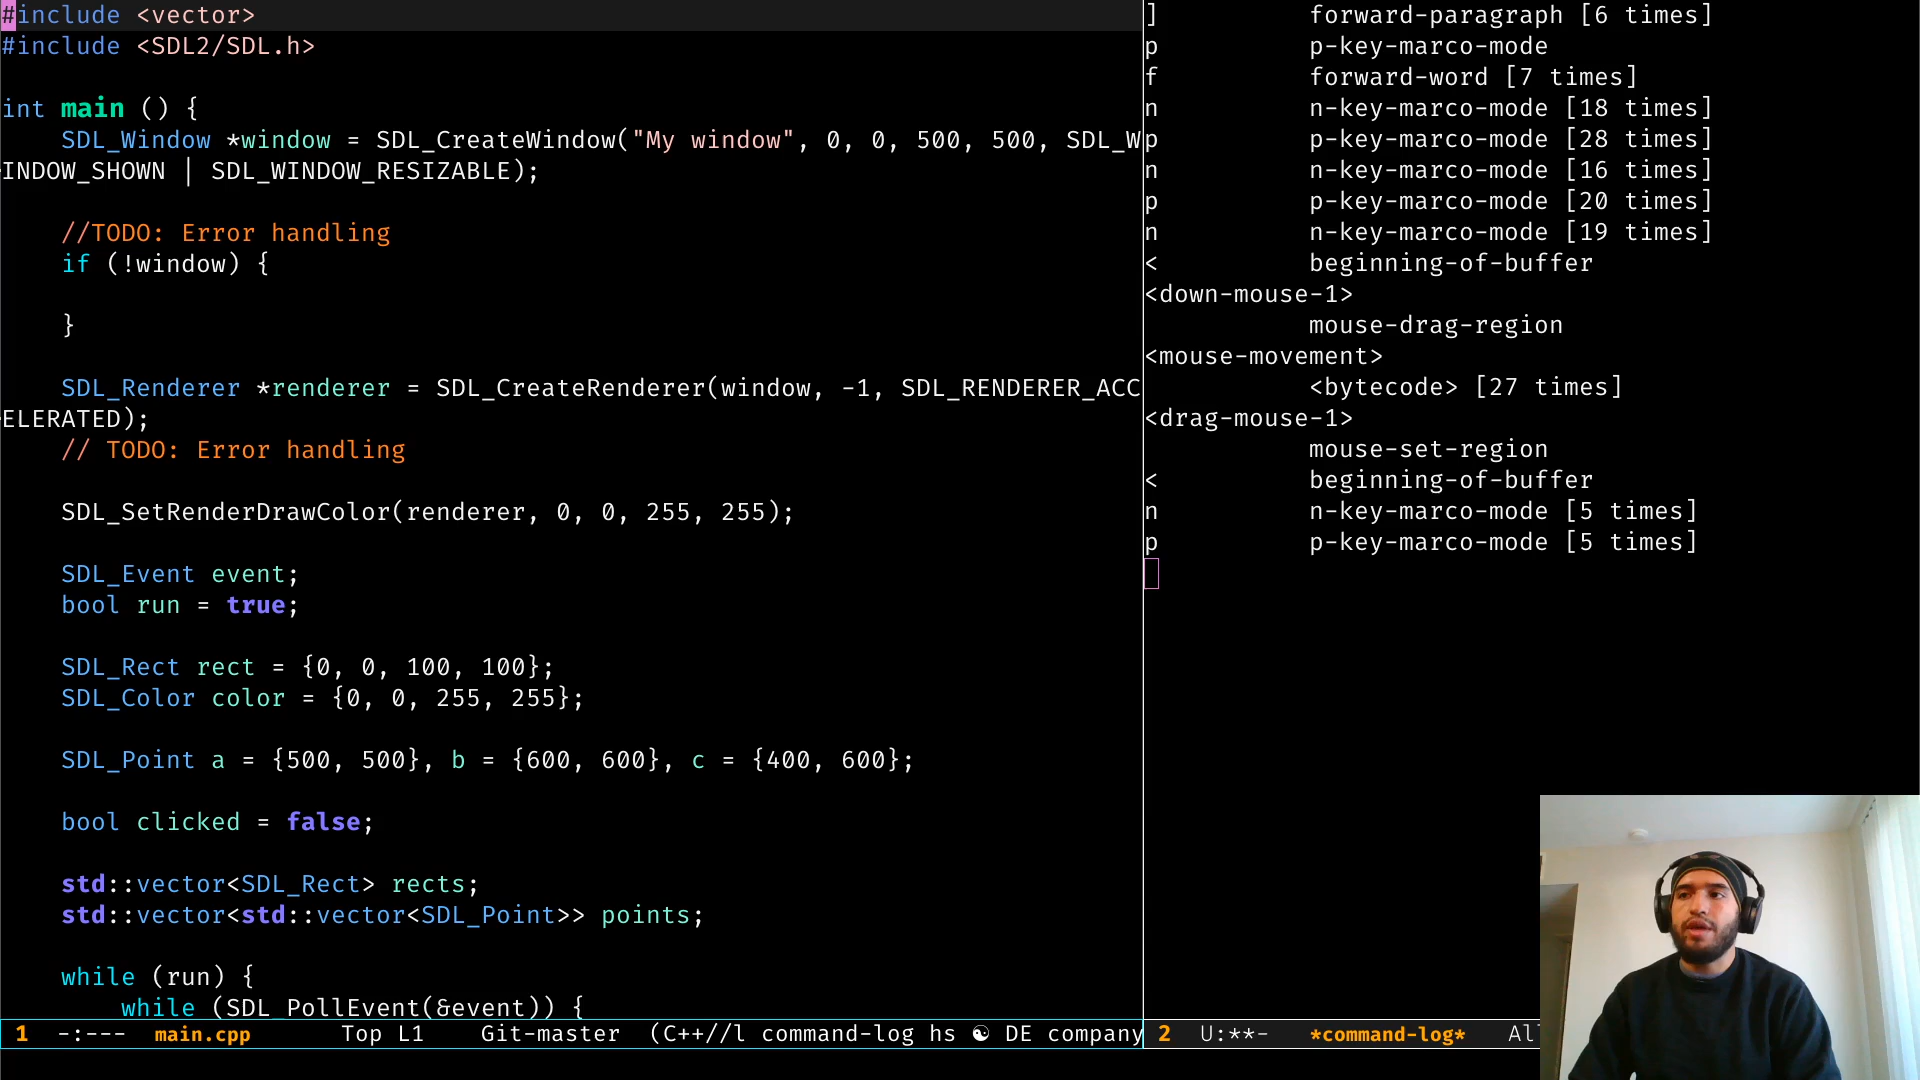 #include <vector>
#include <SDL2/SDL.h>
int main () {
SDL_Window *window = SDL_CreateWindow("My window", 0, 0, 500, 500, SDL_W
INDOW_SHOWN | SDL_WINDOW_RESIZABLE);
//TODO: Error handling
if (!window) {
}
SDL_Renderer *renderer = SDL_CreateRenderer(window, -1, SDL_RENDERER_ACC
ELERATED);
// TODO: Error handling
SDL_SetRenderDrawColor(renderer, 0, 0, 255, 255);
SDL_Event event;
bool run = true;
SDL_Rect rect = {0, 0, 100, 100};
SDL_Color color = {0, 0, 255, 255};
SDL_Point a = {500, 500}, b = {600, 600}, c = {400, 600};
bool clicked = false;
std::vector<SDL_Rect> rects;
std::vector<std::vector<SDL_Point>> points;
while (run) {
while (SDL_PollEvent(&event)) {
1 -:--- main.cpp Top L1 Git-master (C++//l command-log hs ☯ DE company
] forward-paragraph [6 times]
p p-key-marco-mode
f forward-word [7 times]
n n-key-marco-mode [18 times]
p p-key-marco-mode [28 times]
n n-key-marco-mode [16 times]
p p-key-marco-mode [20 times]
n n-key-marco-mode [19 times]
< beginning-of-buffer
<down-mouse-1>
mouse-drag-region
<mouse-movement>
<bytecode> [27 times]
<drag-mouse-1>
mouse-set-region
< beginning-of-buffer
n n-key-marco-mode [5 times]
p p-key-marco-mode [5 times]
2 U:**- *command-log* Al